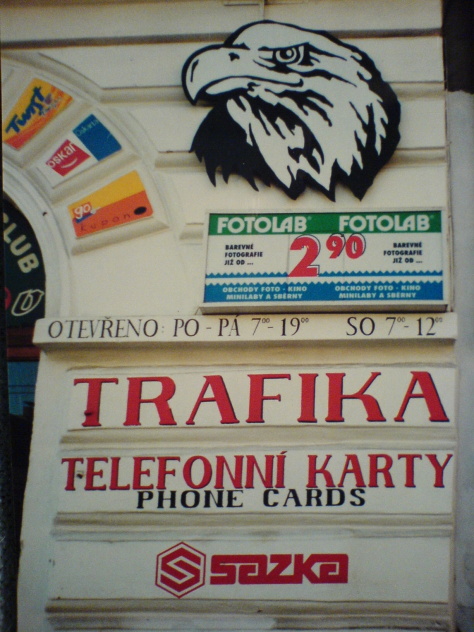 Twist
Oskar
go
kupon
CLUB
FOTOLAB FOTOLAB
BAREVNÉ
FOTOGRAFIE
JIŽ OD ...
2 90
BAREVNÉ
FOTOGRAFIE
JIŽ OD ...
OBCHODY FOTO - KINO
MINILABY A SBĚRNY
OBCHODY FOTO - KINO
MINILABY A SBĚRNY
OTEVŘENO: PO - PÁ 7⁰⁰ - 19⁰⁰ SO 7⁰⁰ - 12⁰⁰
TRAFIKA
TELEFONNÍ KARTY
PHONE CARDS
S sazka